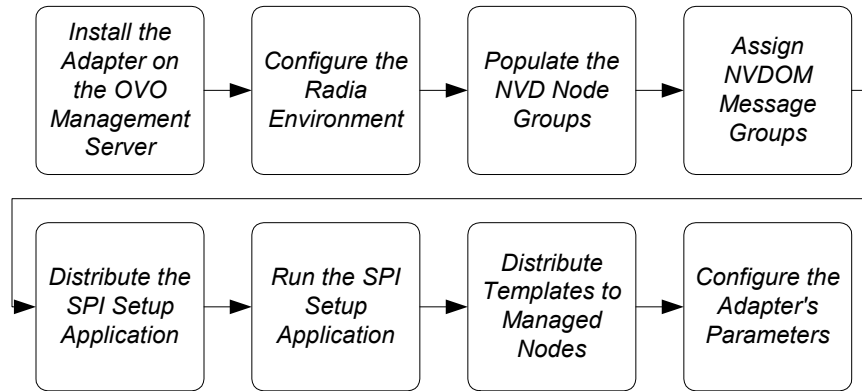 Install the
Adapter on
the OVO
Management
Server
Configure the
Radia
Environment
Populate the
NVD Node
Groups
Assign
NVDOM
Message
Groups
Distribute the
SPI Setup
Application
Run the SPI
Setup
Application
Distribute
Templates to
Managed
Nodes
Configure the
Adapter's
Parameters